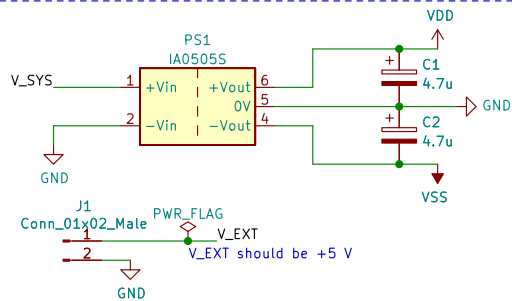 VDD
PS1
IA0505S
V_SYS
1
+Vin
+Vout
6
+
C1
4.7u
0V
5
GND
2
-Vin
-Vout
4
+
C2
4.7u
GND
VSS
J1
Conn_01x02_Male
PWR_FLAG
1
V_EXT
2
V_EXT should be +5 V
GND